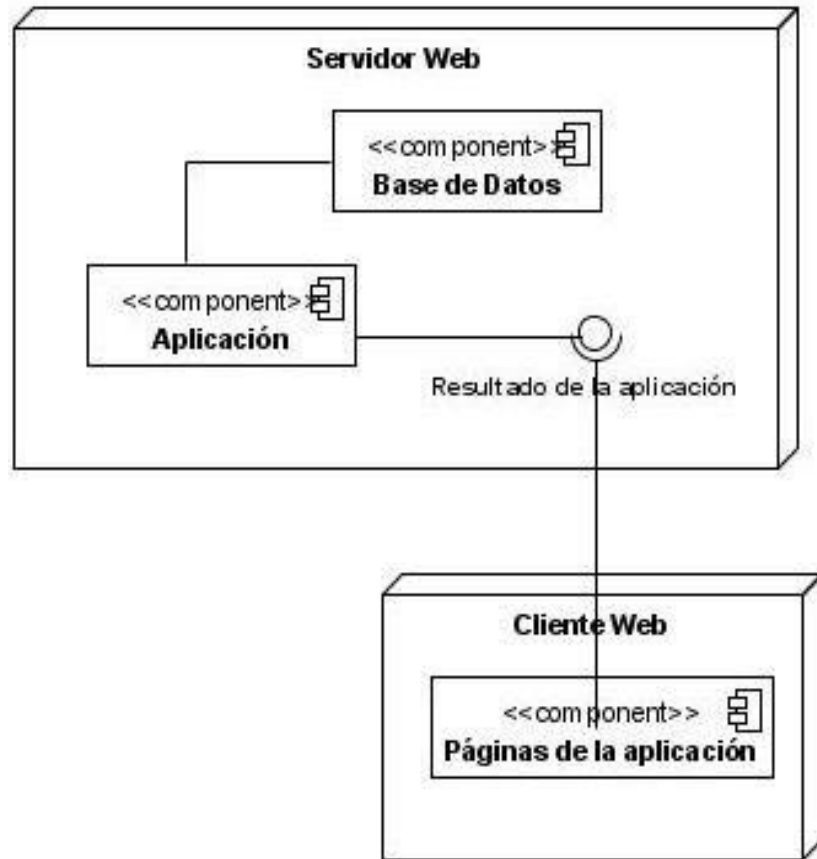 Servidor Web
<<component>>
Base de Datos
<<component>>
Aplicación
Resultado de la aplicación
Cliente Web
<<component>>
Páginas de la aplicación